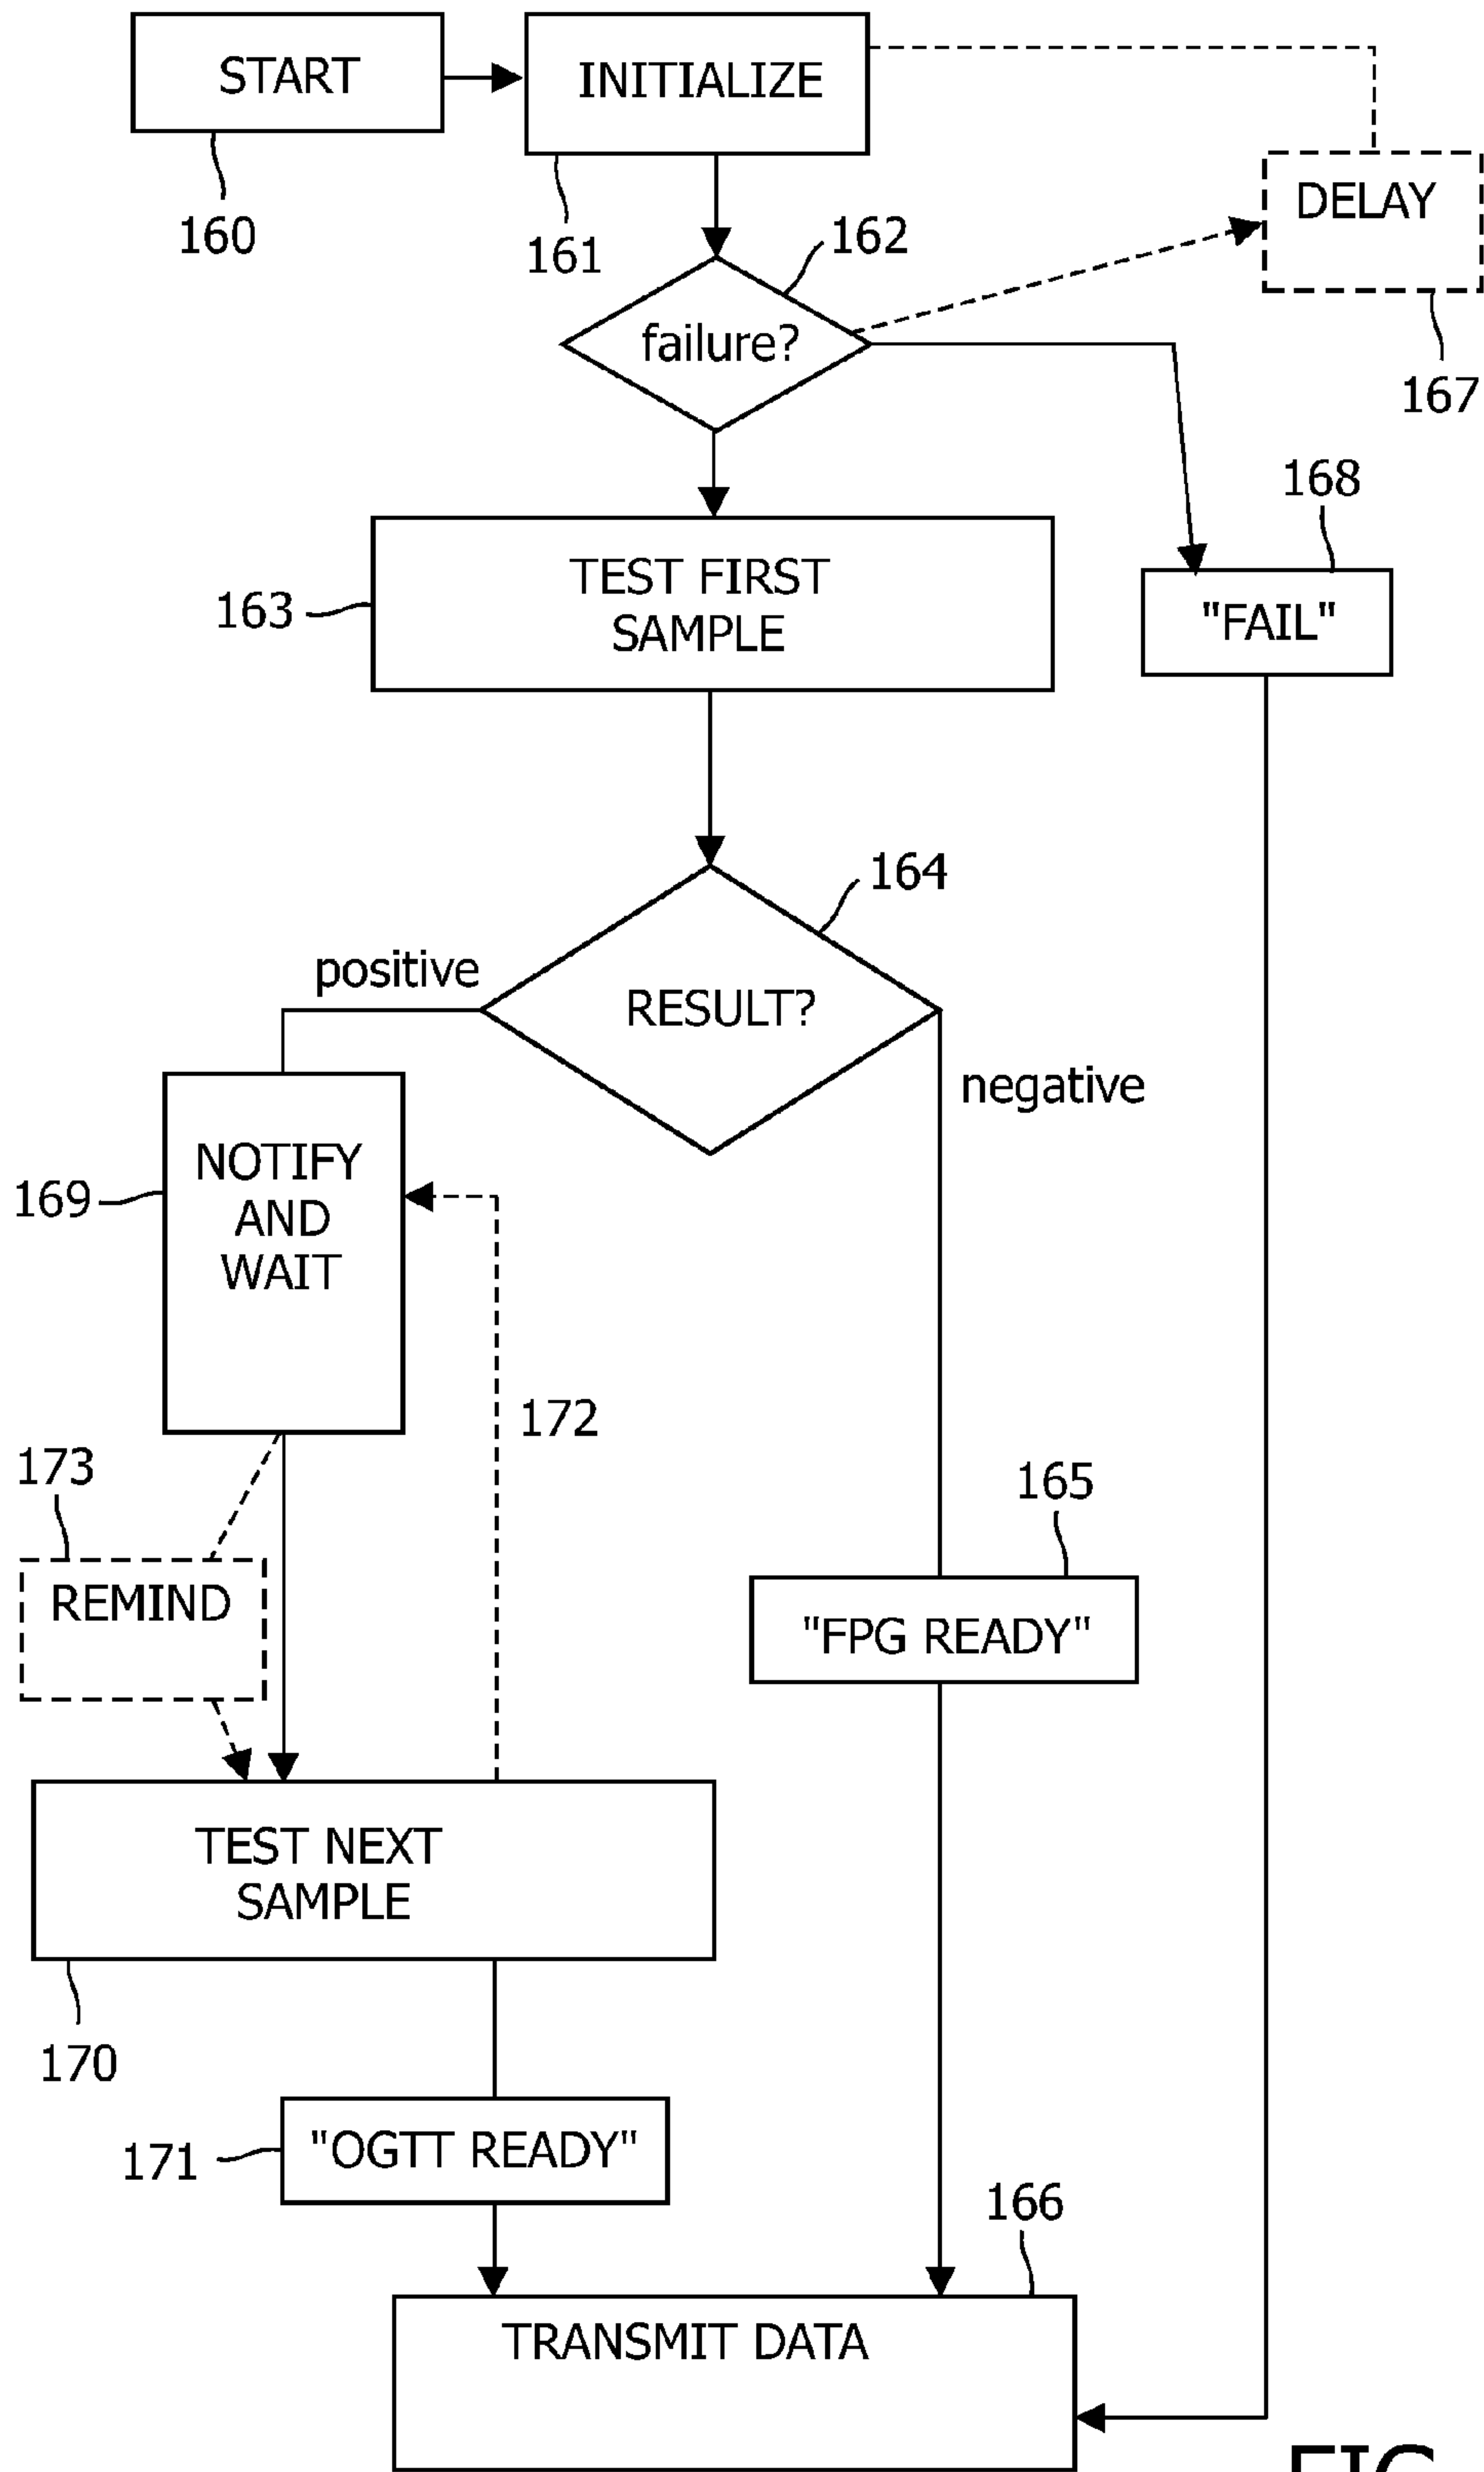 START
INITIALIZE
160
161
162
DELAY
167
failure?
168
TEST FIRST
SAMPLE
163
"FAIL"
164
positive
RESULT?
negative
NOTIFY
AND
WAIT
169
172
173
165
REMIND
"FPG READY"
TEST NEXT
SAMPLE
170
"OGTT READY"
171
166
TRANSMIT DATA
FIG